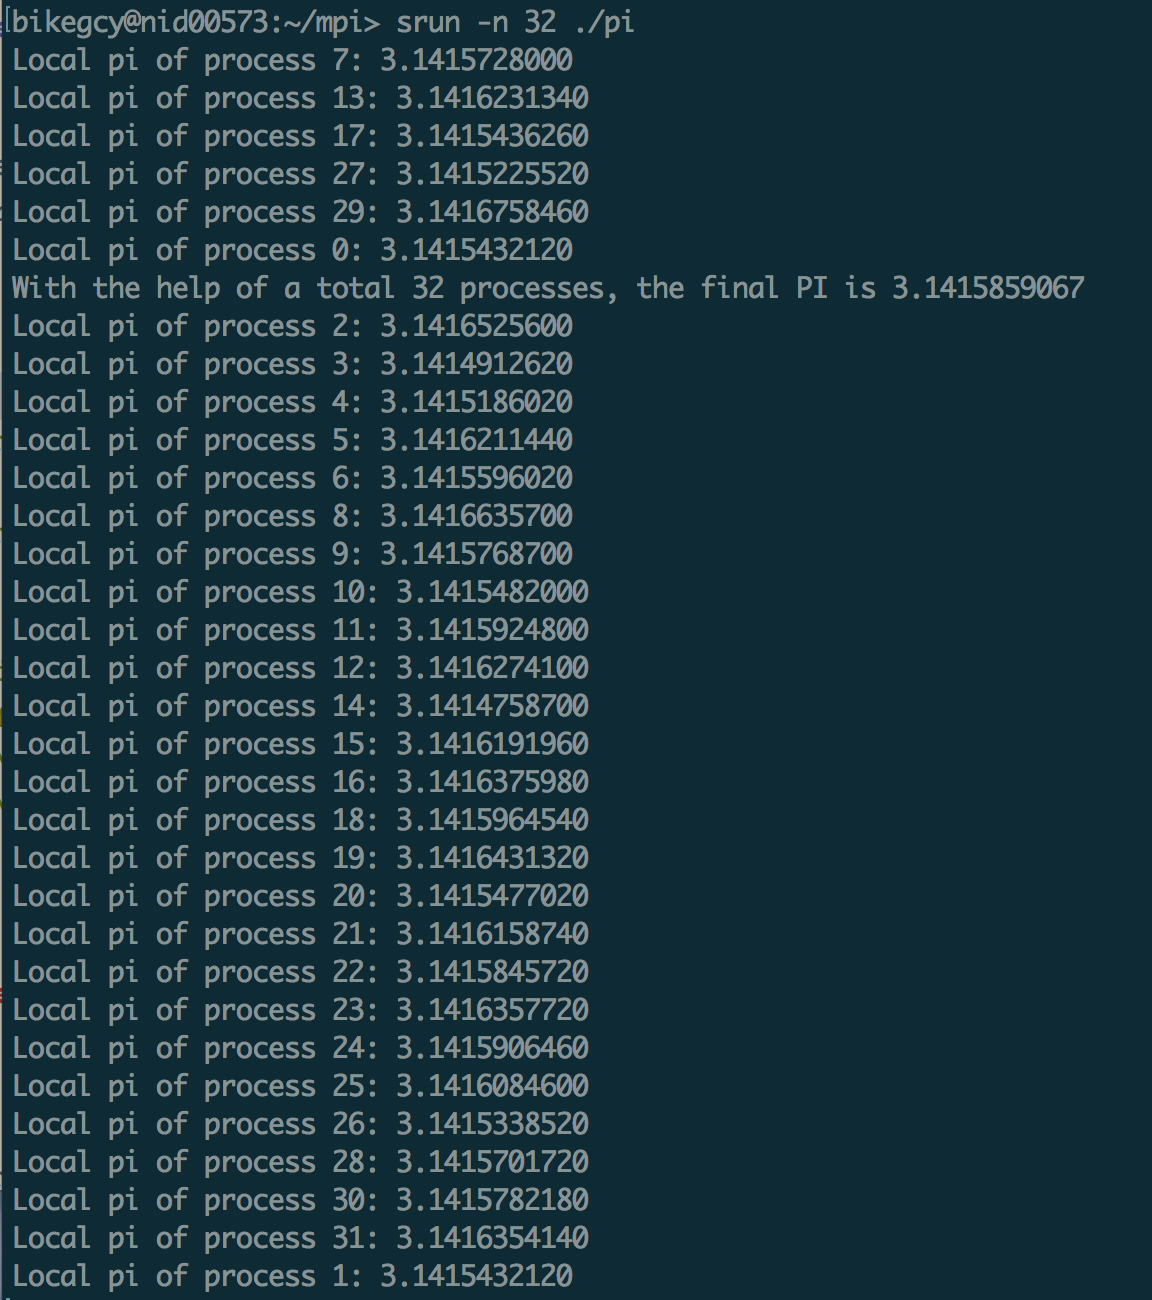 [bikegcy@nid00573:~/mpi> srun -n 32 ./pi
Local pi of process 7: 3.1415728000
Local pi of process 13: 3.1416231340
Local pi of process 17: 3.1415436260
Local pi of process 27: 3.1415225520
Local pi of process 29: 3.1416758460
Local pi of process 0: 3.1415432120
With the help of a total 32 processes, the final PI is 3.1415859067
Local pi of process 2: 3.1416525600
Local pi of process 3: 3.1414912620
Local pi of process 4: 3.1415186020
Local pi of process 5: 3.1416211440
Local pi of process 6: 3.1415596020
Local pi of process 8: 3.1416635700
Local pi of process 9: 3.1415768700
Local pi of process 10: 3.1415482000
Local pi of process 11: 3.1415924800
Local pi of process 12: 3.1416274100
Local pi of process 14: 3.1414758700
Local pi of process 15: 3.1416191960
Local pi of process 16: 3.1416375980
Local pi of process 18: 3.1415964540
Local pi of process 19: 3.1416431320
Local pi of process 20: 3.1415477020
Local pi of process 21: 3.1416158740
Local pi of process 22: 3.1415845720
Local pi of process 23: 3.1416357720
Local pi of process 24: 3.1415906460
Local pi of process 25: 3.1416084600
Local pi of process 26: 3.1415338520
Local pi of process 28: 3.1415701720
Local pi of process 30: 3.1415782180
Local pi of process 31: 3.1416354140
Local pi of process 1: 3.1415432120